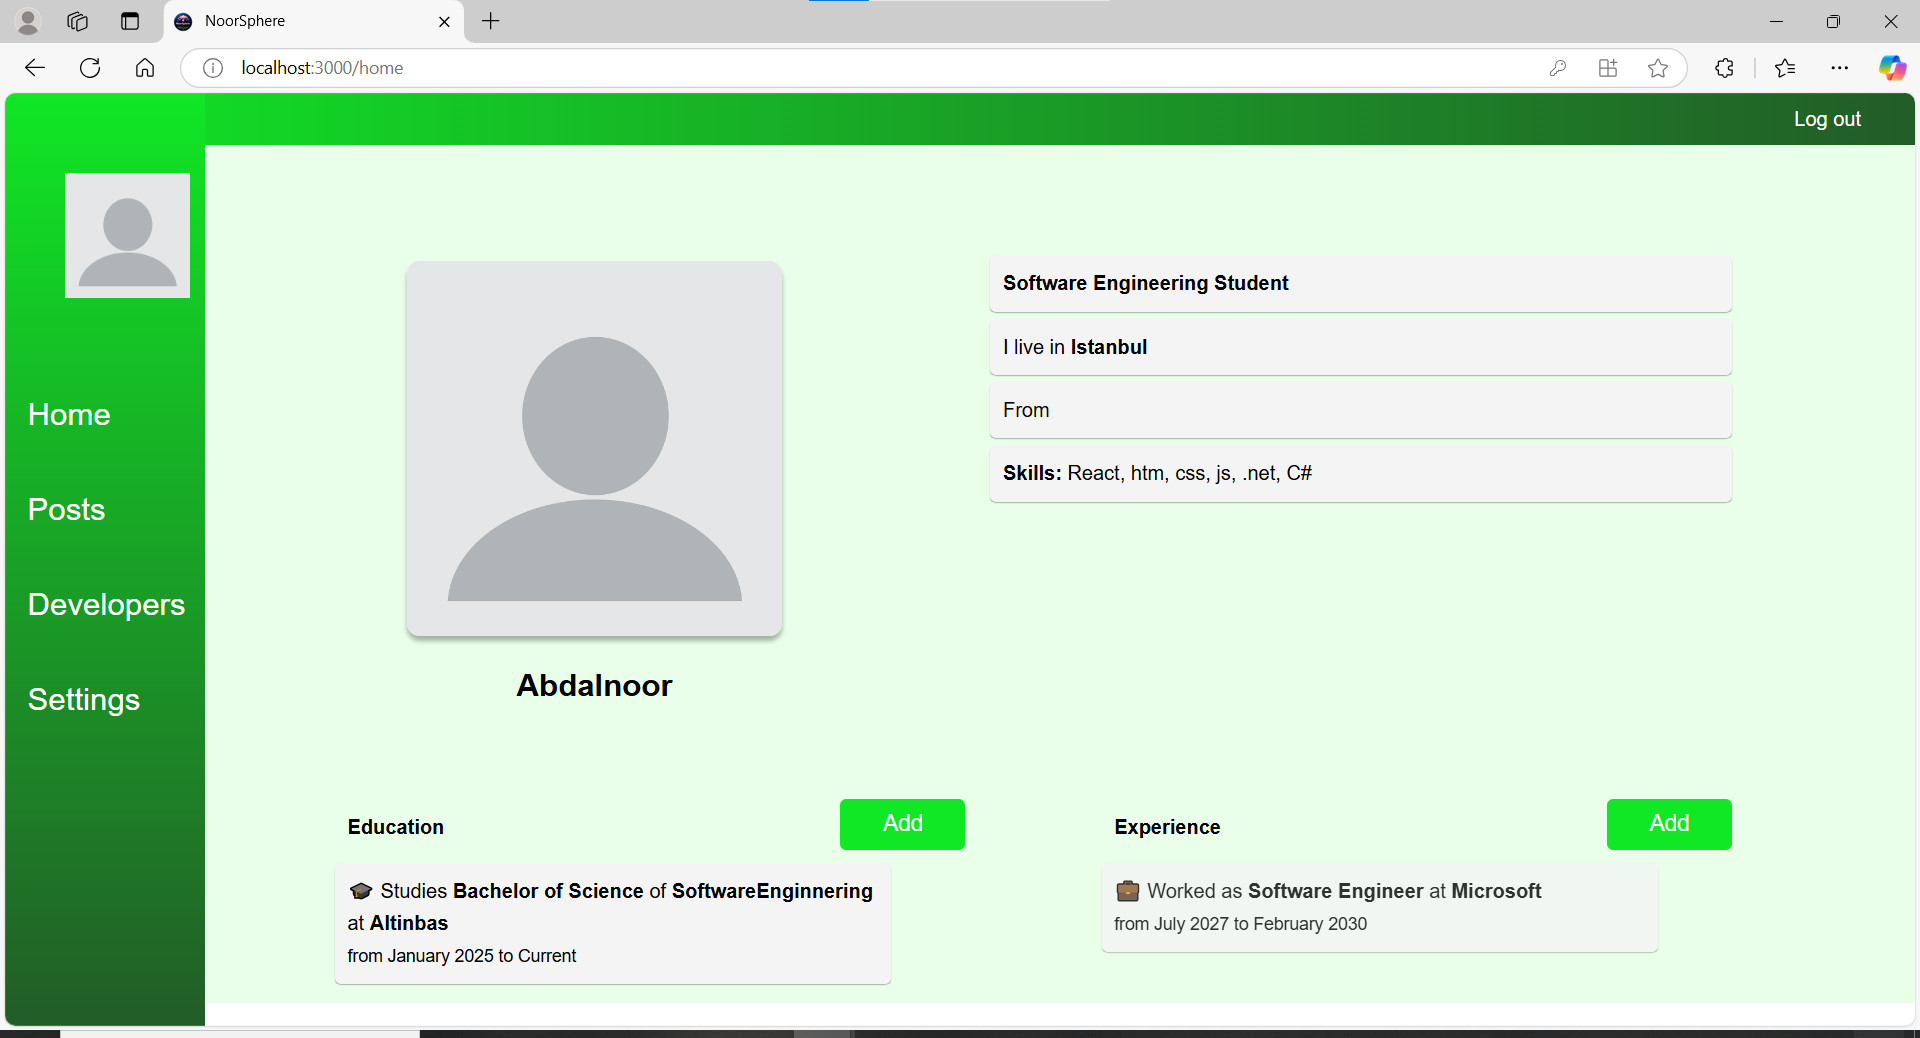 NoorSphere
localhost:3000/home
Log out
Home
Posts
Developers
Settings
Abdalnoor
Software Engineering Student
I live in Istanbul
From
Skills: React, htm, css, js, .net, C#
Education
Add
🎓 Studies Bachelor of Science of SoftwareEnginnering
at Altinbas
from January 2025 to Current
Experience
Add
💼 Worked as Software Engineer at Microsoft
from July 2027 to February 2030